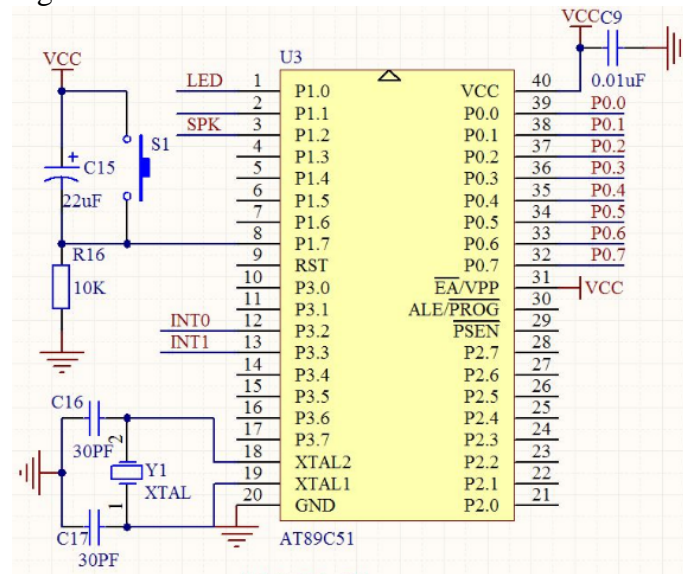 VCC C9
0.01uF
VCC
C15
+
22uF
S1
R16
10K
LED
SPK
INT0
INT1
U3
1 P1.0 VCC 40
2 P1.1 P0.0 39 P0.0
3 P1.2 P0.1 38 P0.1
4 P1.3 P0.2 37 P0.2
5 P1.4 P0.3 36 P0.3
6 P1.5 P0.4 35 P0.4
7 P1.6 P0.5 34 P0.5
8 P1.7 P0.6 33 P0.6
9 RST P0.7 32 P0.7
10 P3.0 EA/VPP 31 VCC
11 P3.1 ALE/PROG 30
12 P3.2 PSEN 29
13 P3.3 P2.7 28
14 P3.4 P2.6 27
15 P3.5 P2.5 26
16 P3.6 P2.4 25
17 P3.7 P2.3 24
18 XTAL2 P2.2 23
19 XTAL1 P2.1 22
20 GND P2.0 21
AT89C51
C16
30PF
2
Y1
XTAL
1
C17
30PF